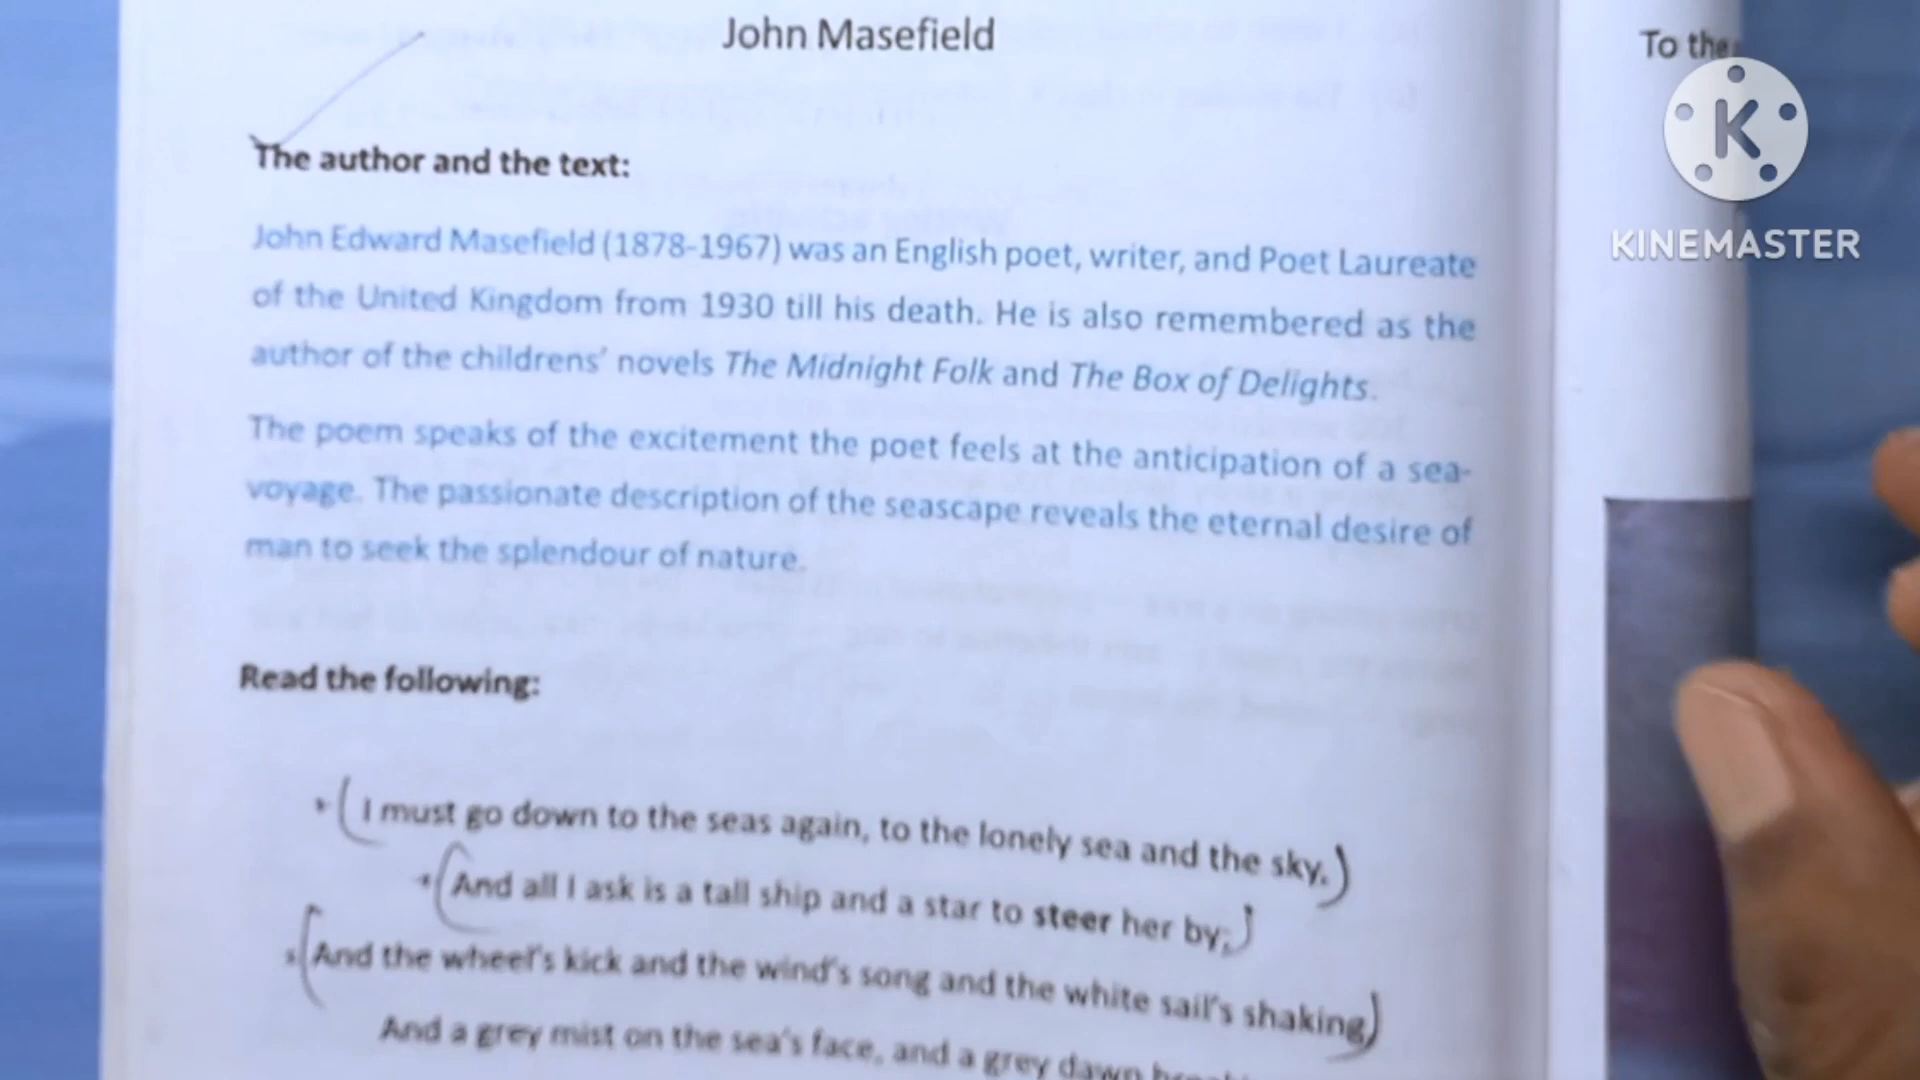 John Masefield
To the
KINEMASTER
The author and the text:
John Edward Masefield (1878-1967) was an English poet, writer, and Poet Laureate
of the United Kingdom from 1930 till his death. He is also remembered as the
author of the childrens' novels The Midnight Folk and The Box of Delights.
The poem speaks of the excitement the poet feels at the anticipation of a sea-
voyage. The passionate description of the seascape reveals the eternal desire of
man to seek the splendour of nature.
Read the following:
I must go down to the seas again, to the lonely sea and the sky,
And all I ask is a tall ship and a star to steer her by;
And the wheel's kick and the wind's song and the white sail's shaking
And a grey mist on the sea's face, and a grey dawn